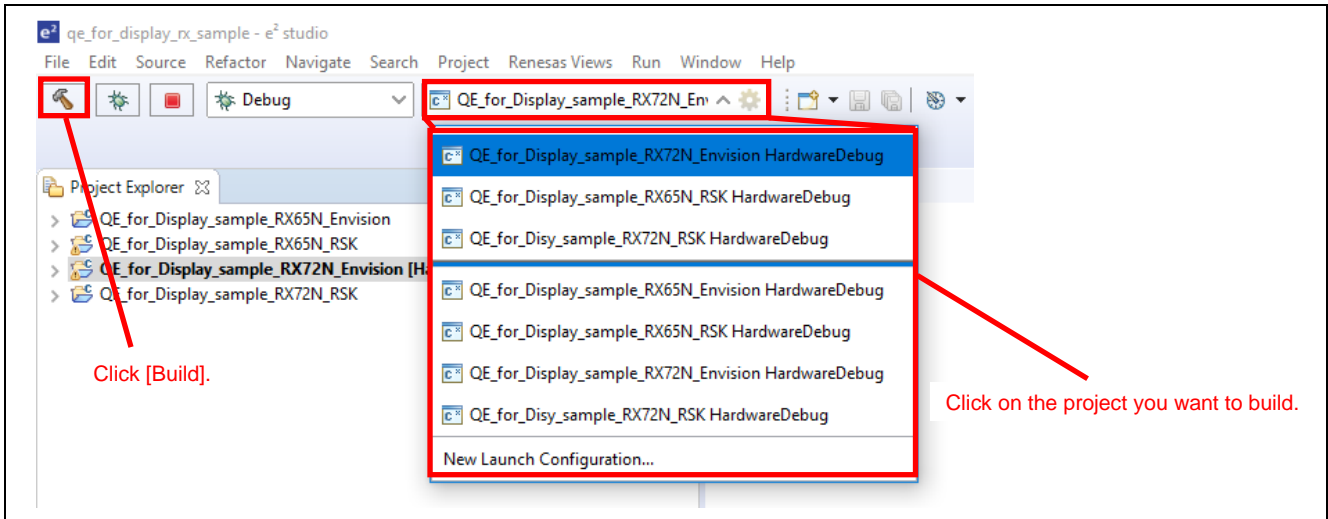 e² qe_for_display_rx_sample - e² studio
File Edit Source Refactor Navigate Search Project Renesas Views Run Window Help
Debug
QE_for_Display_sample_RX72N_En
QE_for_Display_sample_RX72N_Envision HardwareDebug
Project Explorer
QE_for_Display_sample_RX65N_RSK HardwareDebug
QE_for_Display_sample_RX65N_Envision
QE_for_Display_sample_RX65N_RSK
QE_for_Disy_sample_RX72N_RSK HardwareDebug
QE_for_Display_sample_RX72N_Envision [H
QE_for_Display_sample_RX72N_RSK
QE_for_Display_sample_RX65N_Envision HardwareDebug
QE_for_Display_sample_RX65N_RSK HardwareDebug
QE_for_Display_sample_RX72N_Envision HardwareDebug
QE_for_Disy_sample_RX72N_RSK HardwareDebug
New Launch Configuration...
Click [Build].
Click on the project you want to build.